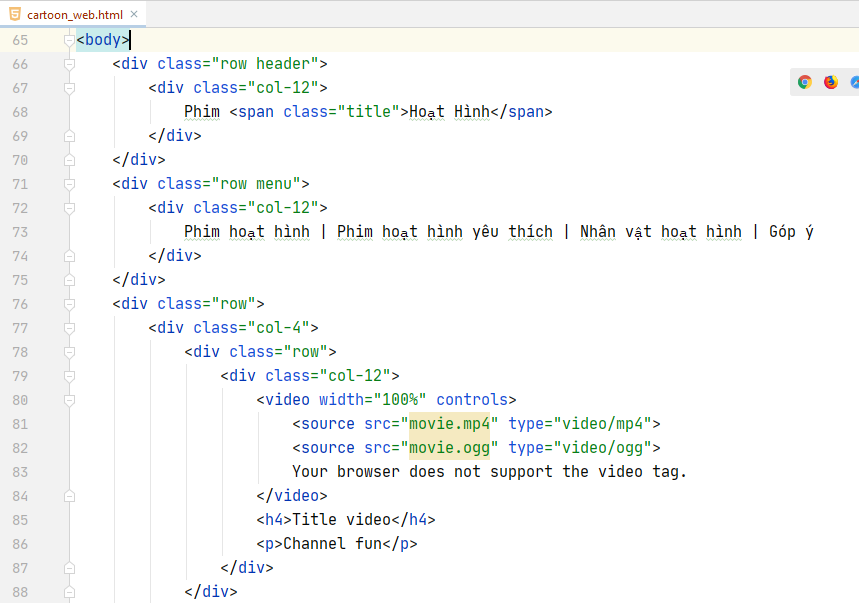 cartoon_web.html
65 <body>
66 <div class="row header">
67 <div class="col-12">
68 Phim <span class="title">Hoạt Hình</span>
69 </div>
70 </div>
71 <div class="row menu">
72 <div class="col-12">
73 Phim hoạt hình | Phim hoạt hình yêu thích | Nhân vật hoạt hình | Góp ý
74 </div>
75 </div>
76 <div class="row">
77 <div class="col-4">
78 <div class="row">
79 <div class="col-12">
80 <video width="100%" controls>
81 <source src="movie.mp4" type="video/mp4">
82 <source src="movie.ogg" type="video/ogg">
83 Your browser does not support the video tag.
84 </video>
85 <h4>Title video</h4>
86 <p>Channel fun</p>
87 </div>
88 </div>